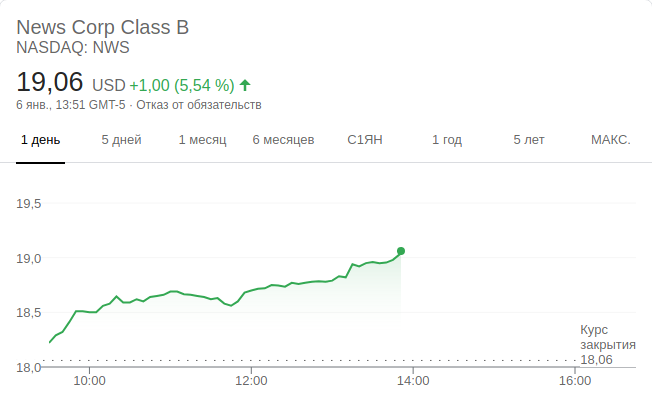 News Corp Class B
NASDAQ: NWS
19,06 USD +1,00 (5,54 %)
6 янв., 13:51 GMT-5 · Отказ от обязательств
1 день 5 дней 1 месяц 6 месяцев С1ЯН 1 год 5 лет МАКС.
19,5
19,0
18,5
Курс
закрытия
18,06
18,0
10:00 12:00 14:00 16:00